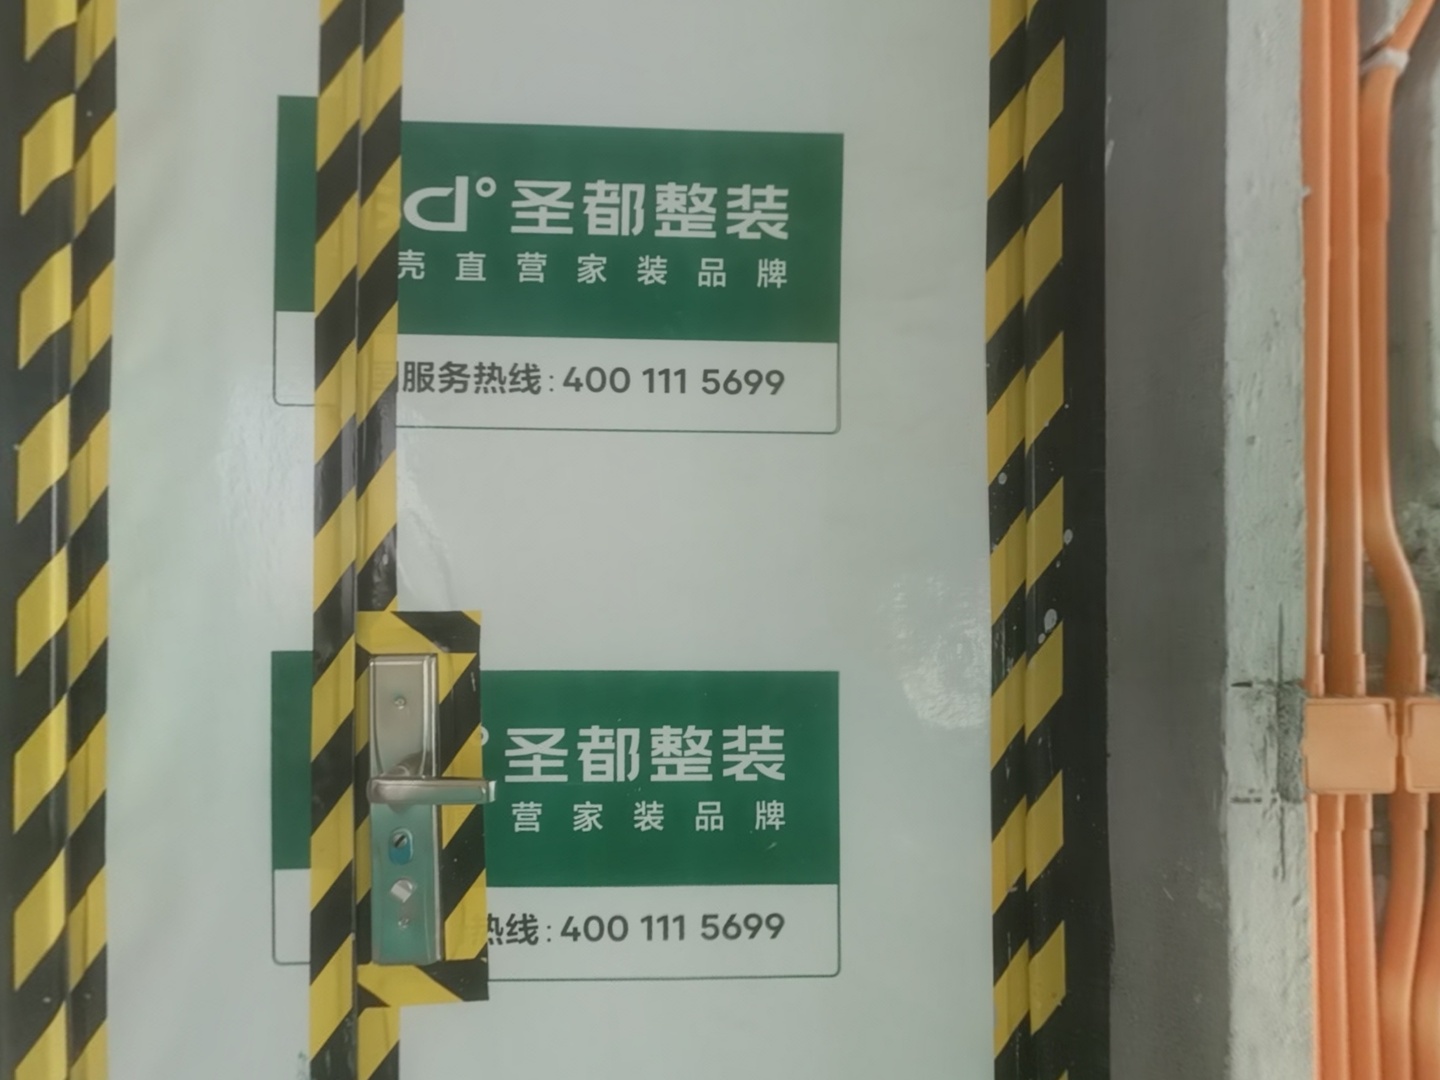 d° 圣都整装
壳直营家装品牌
服务热线: 400 111 5699
圣都整装
营家装品牌
热线: 400 111 5699